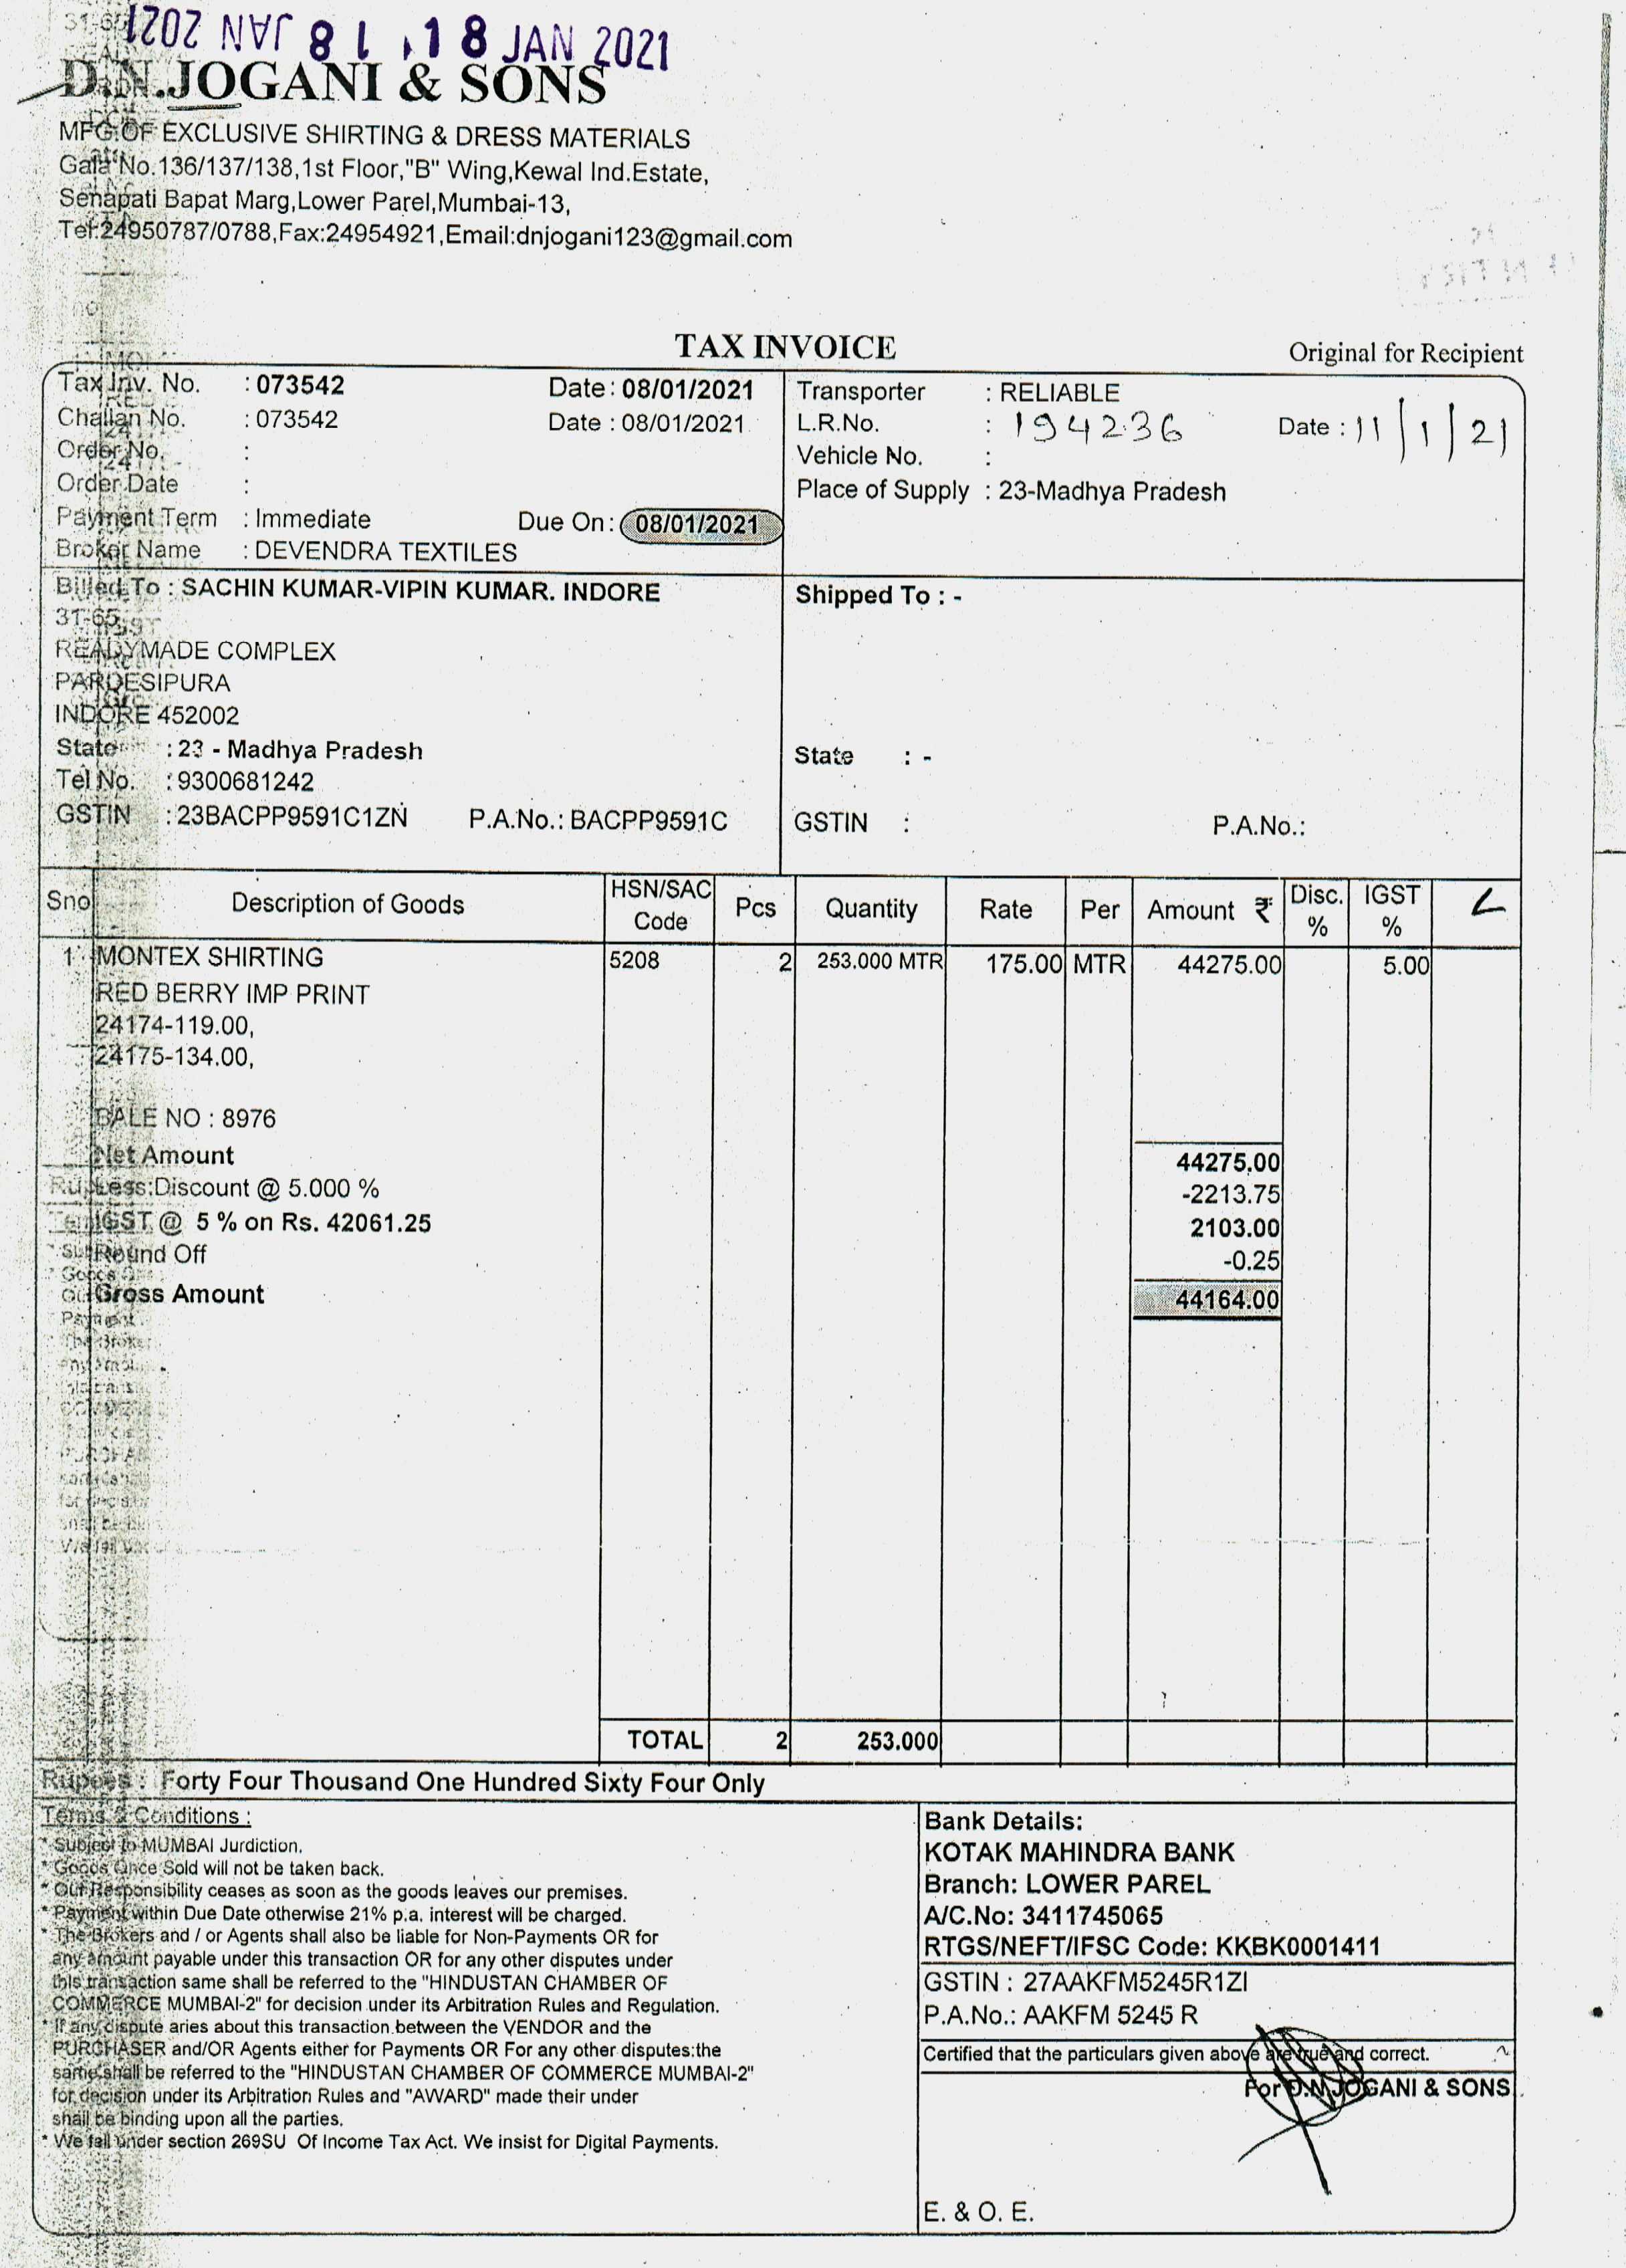 18 JAN 2021 18 JAN 2021
D.N.JOGANI & SONS
MFG.OF EXCLUSIVE SHIRTING & DRESS MATERIALS
Gala No.136/137/138,1st Floor,"B" Wing,Kewal Ind.Estate,
Senapati Bapat Marg,Lower Parel,Mumbai-13,
Tel:24950787/0788,Fax:24954921,Email:dnjogani123@gmail.com
TAX INVOICE
Original for Recipient
Tax Inv. No. : 073542 Date : 08/01/2021
Challan No. : 073542 Date : 08/01/2021
Order No. :
Order Date :
Payment Term : Immediate Due On : 08/01/2021
Broker Name : DEVENDRA TEXTILES
Transporter : RELIABLE
L.R.No. : 194236 Date : 11/1/21
Vehicle No. :
Place of Supply : 23-Madhya Pradesh
Billed To : SACHIN KUMAR-VIPIN KUMAR. INDORE
31-65,
READYMADE COMPLEX
PARDESIPURA
INDORE 452002
State : 23 - Madhya Pradesh
Tel No. : 9300681242
GSTIN : 23BACPP9591C1ZN P.A.No.: BACPP9591C
Shipped To : -
State : -
GSTIN : P.A.No.:
Sno Description of Goods HSN/SAC Code Pcs Quantity Rate Per Amount ₹ Disc. % IGST %
1 MONTEX SHIRTING 5208 2 253.000 MTR 175.00 MTR 44275.00 5.00
RED BERRY IMP PRINT
24174-119.00,
24175-134.00,
BALE NO : 8976
Net Amount 44275.00
Less:Discount @ 5.000 % -2213.75
IGST @ 5 % on Rs. 42061.25 2103.00
Round Off -0.25
Gross Amount 44164.00
TOTAL 2 253.000
Rupees : Forty Four Thousand One Hundred Sixty Four Only
Terms & Conditions :
* Subject to MUMBAI Jurdiction.
* Goods Once Sold will not be taken back.
* Our Responsibility ceases as soon as the goods leaves our premises.
* Payment within Due Date otherwise 21% p.a. interest will be charged.
* The Brokers and / or Agents shall also be liable for Non-Payments OR for
any amount payable under this transaction OR for any other disputes under
this transaction same shall be referred to the "HINDUSTAN CHAMBER OF
COMMERCE MUMBAI-2" for decision under its Arbitration Rules and Regulation.
* If any dispute aries about this transaction between the VENDOR and the
PURCHASER and/OR Agents either for Payments OR For any other disputes the
same shall be referred to the "HINDUSTAN CHAMBER OF COMMERCE MUMBAI-2"
for decision under its Arbitration Rules and "AWARD" made their under
shall be binding upon all the parties.
* We fall under section 269SU Of Income Tax Act. We insist for Digital Payments.
Bank Details:
KOTAK MAHINDRA BANK
Branch: LOWER PAREL
A/C.No: 3411745065
RTGS/NEFT/IFSC Code: KKBK0001411
GSTIN : 27AAKFM5245R1ZI
P.A.No.: AAKFM 5245 R
Certified that the particulars given above are true and correct.
For D.N.JOGANI & SONS
E. & O. E.